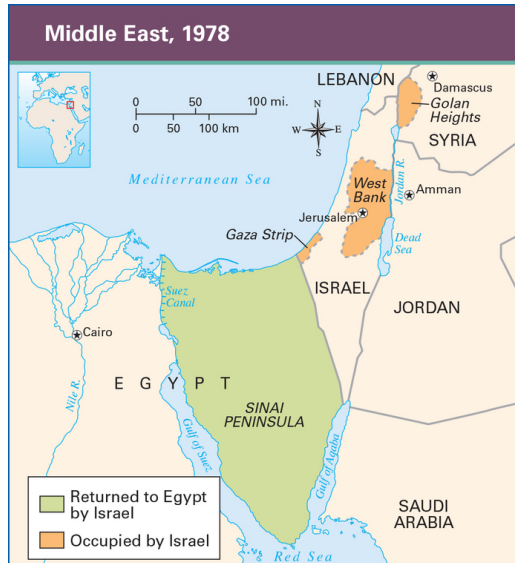 Middle East, 1978
LEBANON
Damascus
Golan
Heights
SYRIA
0 50 100 mi.
0 50 100 km
N
W E
S
Mediterranean Sea
West
Bank
Jordan R.
Amman
Jerusalem
Gaza Strip
Dead
Sea
ISRAEL
JORDAN
Suez
Canal
Cairo
EGYPT
Nile R.
SINAI
PENINSULA
Gulf of Suez
Gulf of Aqaba
Returned to Egypt
by Israel
Occupied by Israel
SAUDI
ARABIA
Red Sea